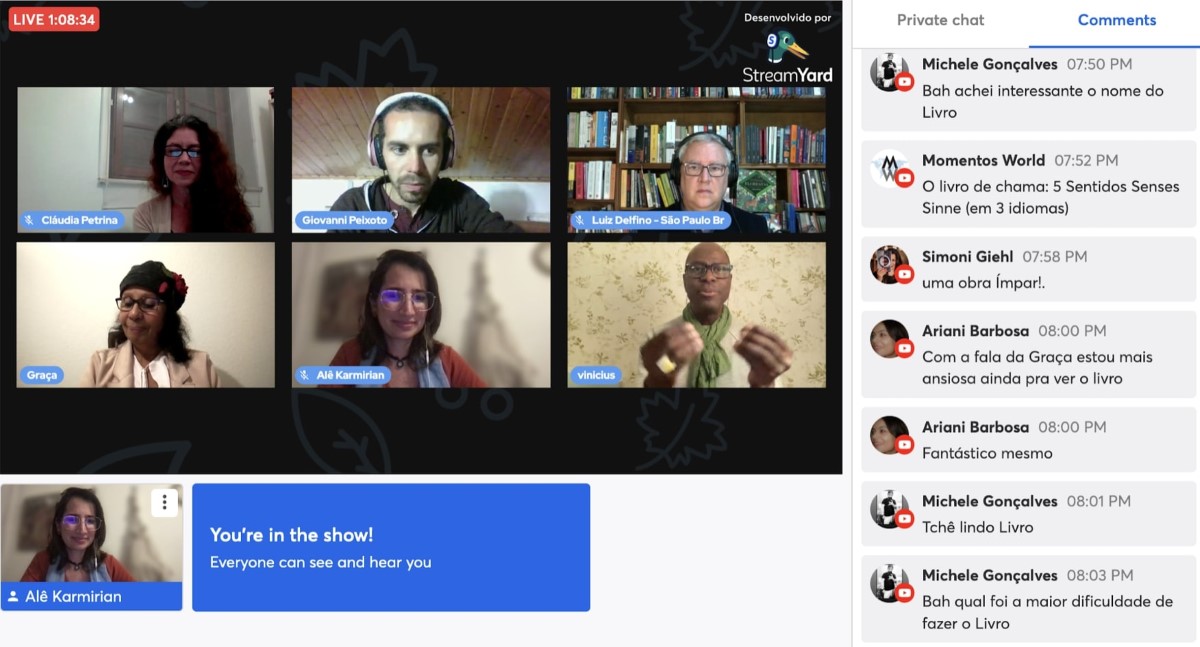 LIVE 1:08:34
Desenvolvido por
StreamYard
Cláudia Petrina
Giovanni Peixoto
Luiz Delfino - São Paulo Br
Graça
Alê Karmirian
vinicius
Alê Karmirian
You're in the show!
Everyone can see and hear you
Private chat
Comments
Michele Gonçalves 07:50 PM
Bah achei interessante o nome do
Livro
Momentos World 07:52 PM
O livro de chama: 5 Sentidos Senses
Sinne (em 3 idiomas)
Simoni Giehl 07:58 PM
uma obra Ímpar!.
Ariani Barbosa 08:00 PM
Com a fala da Graça estou mais
ansiosa ainda pra ver o livro
Ariani Barbosa 08:00 PM
Fantástico mesmo
Michele Gonçalves 08:01 PM
Tchê lindo Livro
Michele Gonçalves 08:03 PM
Bah qual foi a maior dificuldade de
fazer o Livro